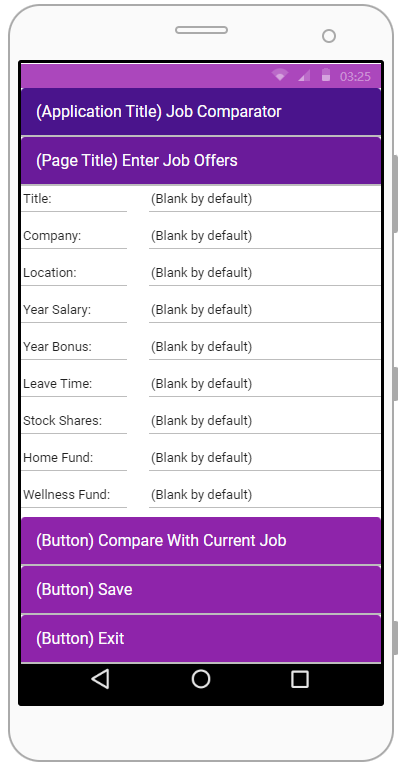 03:25
(Application Title) Job Comparator
(Page Title) Enter Job Offers
Title: (Blank by default)
Company: (Blank by default)
Location: (Blank by default)
Year Salary: (Blank by default)
Year Bonus: (Blank by default)
Leave Time: (Blank by default)
Stock Shares: (Blank by default)
Home Fund: (Blank by default)
Wellness Fund: (Blank by default)
(Button) Compare With Current Job
(Button) Save
(Button) Exit